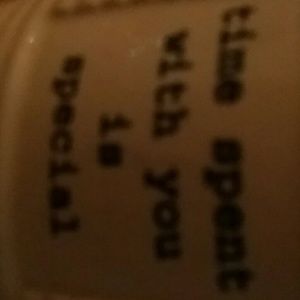 time spent
with you
is
special